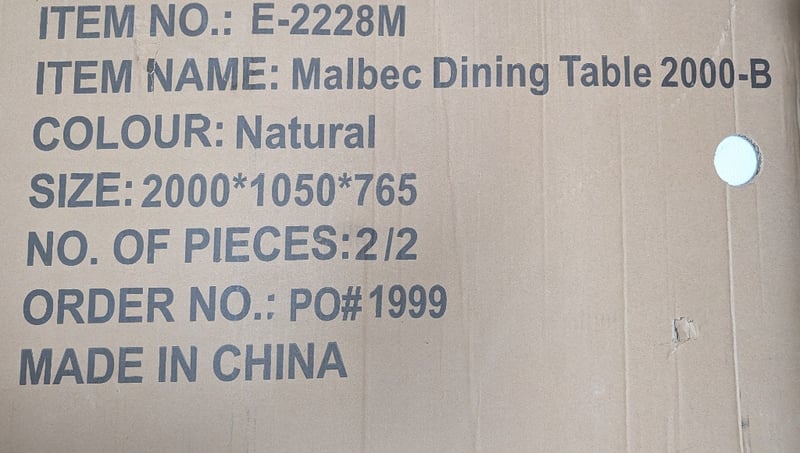 ITEM NO.: E-2228M
ITEM NAME: Malbec Dining Table 2000-B
COLOUR: Natural
SIZE: 2000*1050*765
NO. OF PIECES: 2/2
ORDER NO.: PO#1999
MADE IN CHINA